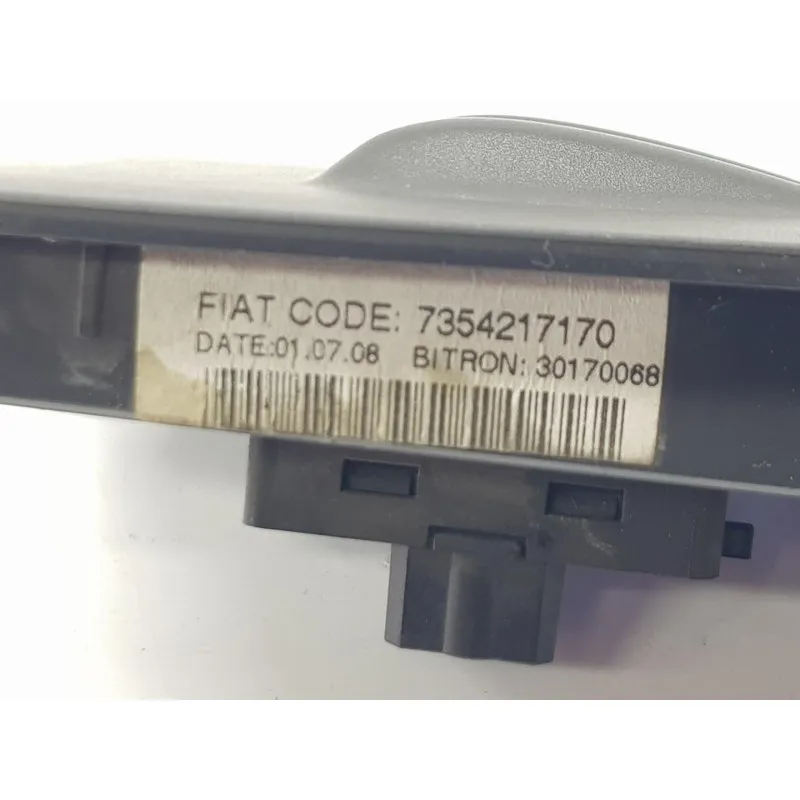 FIAT CODE: 7354217170
DATE:01.07.08 BITRON: 30170068